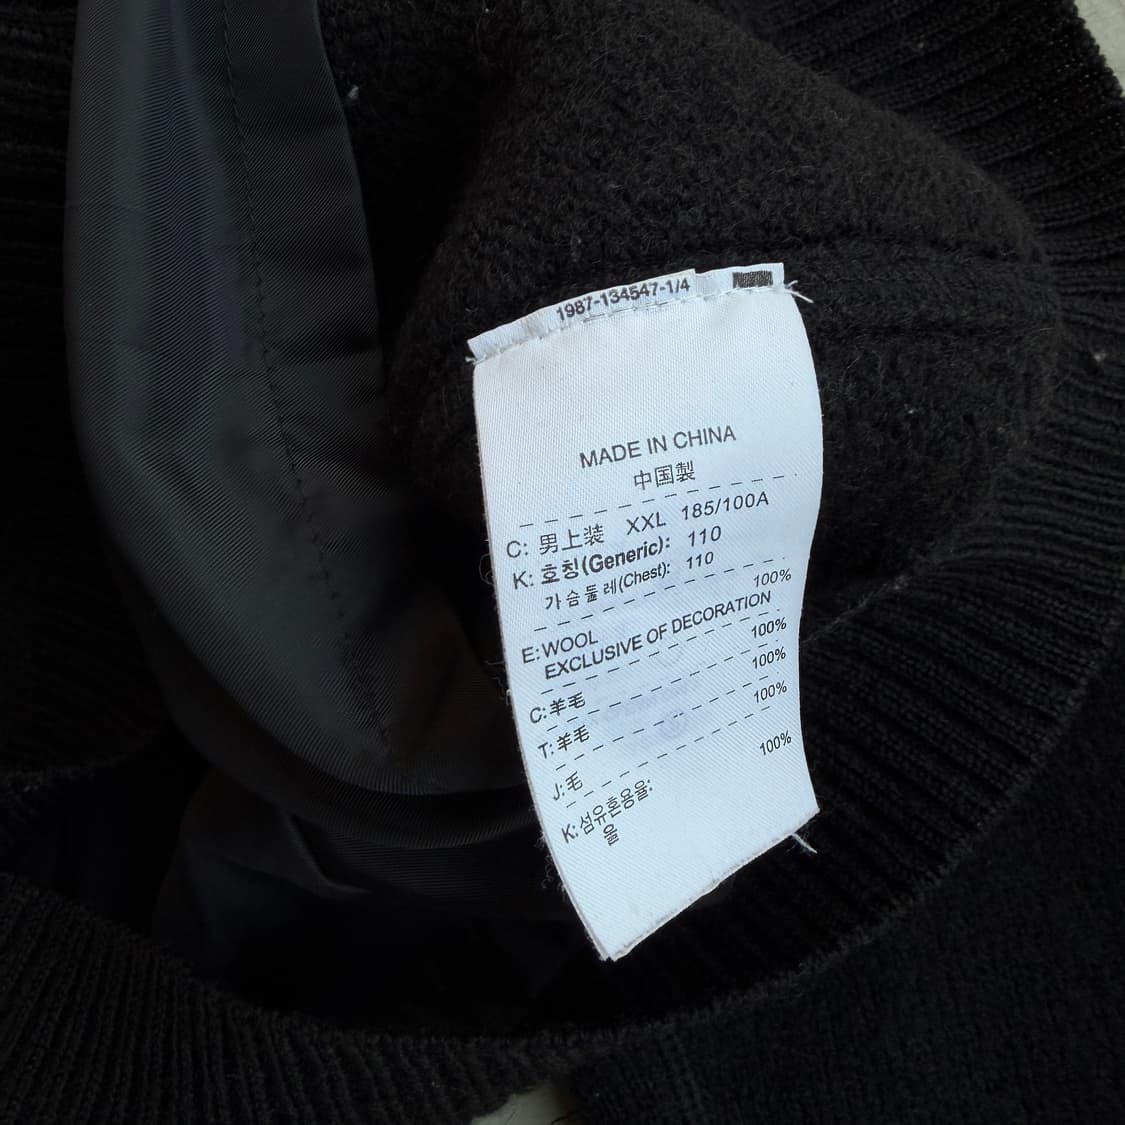 1987-134547-1/4
MADE IN CHINA
中国製
C: 男上装 XXL 185/100A
K: 호칭(Generic): 110
가슴둘레(Chest): 110
E: WOOL 100%
EXCLUSIVE OF DECORATION
C: 羊毛 100%
T: 羊毛 100%
J: 毛 100%
K: 섬유혼용율: 100%
울